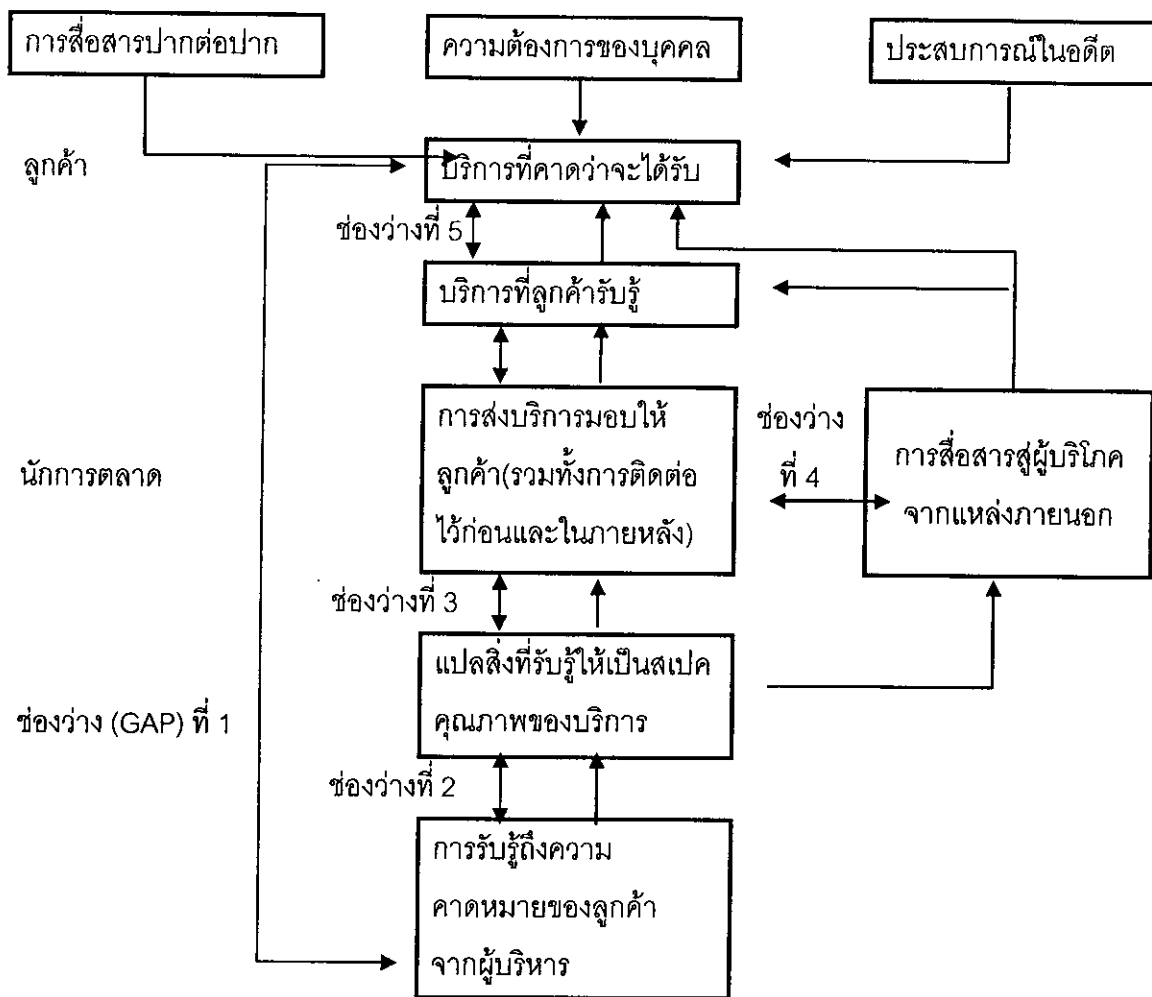 การสื่อสารปากต่อปาก
ความต้องการของบุคคล
ประสบการณ์ในอดีต
ลูกค้า
บริการที่คาดว่าจะได้รับ
ช่องว่างที่ 5
บริการที่ลูกค้ารับรู้
การส่งบริการมอบให้
ลูกค้า(รวมทั้งการติดต่อ
ไว้ก่อนและในภายหลัง)
ช่องว่าง
ที่ 4
การสื่อสารสู่ผู้บริโภค
จากแหล่งภายนอก
นักการตลาด
ช่องว่างที่ 3
แปลสิ่งที่รับรู้ให้เป็นสเปค
คุณภาพของบริการ
ช่องว่าง (GAP) ที่ 1
ช่องว่างที่ 2
การรับรู้ถึงความ
คาดหมายของลูกค้า
จากผู้บริหาร